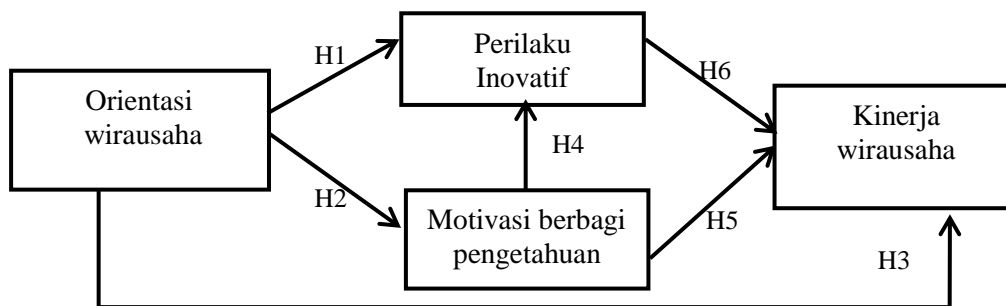 Perilaku
Inovatif
H1
H6
Orientasi
wirausaha
Kinerja
wirausaha
H4
H2
Motivasi berbagi
pengetahuan
H5
H3